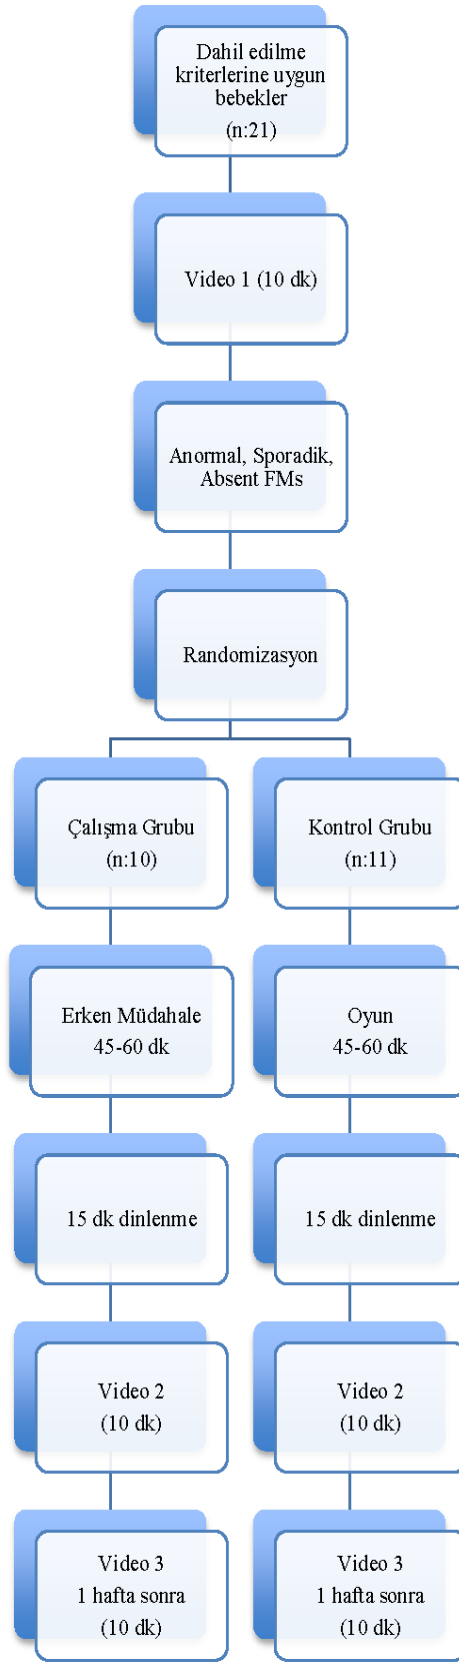 Dahil edilme
kriterlerine uygun
bebekler
(n:21)
Video 1 (10 dk)
Anormal, Sporadik,
Absent FMs
Randomizasyon
Çalışma Grubu
(n:10)
Kontrol Grubu
(n:11)
Erken Müdahale
45-60 dk
Oyun
45-60 dk
15 dk dinlenme
15 dk dinlenme
Video 2
(10 dk)
Video 2
(10 dk)
Video 3
1 hafta sonra
(10 dk)
Video 3
1 hafta sonra
(10 dk)